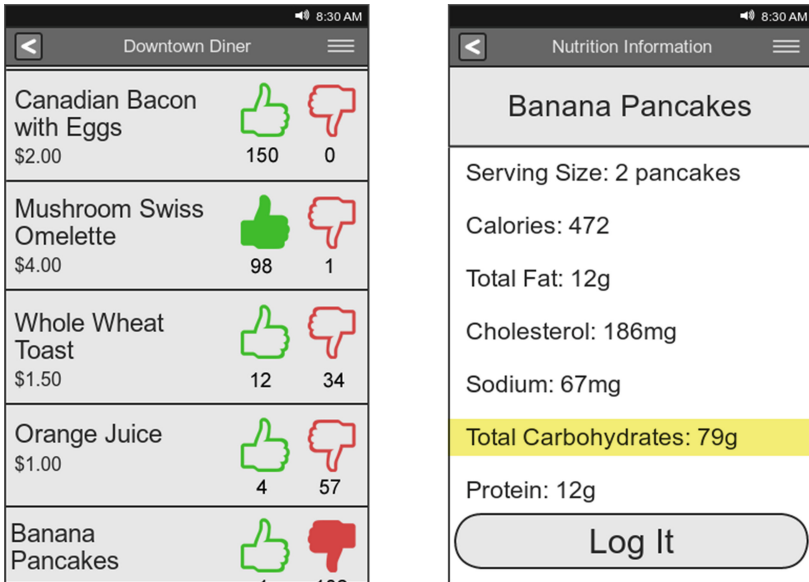 8:30 AM
Downtown Diner
Canadian Bacon
with Eggs
$2.00
150 0
Mushroom Swiss
Omelette
$4.00
98 1
Whole Wheat
Toast
$1.50
12 34
Orange Juice
$1.00
4 57
Banana
Pancakes
8:30 AM
Nutrition Information
Banana Pancakes
Serving Size: 2 pancakes
Calories: 472
Total Fat: 12g
Cholesterol: 186mg
Sodium: 67mg
Total Carbohydrates: 79g
Protein: 12g
Log It